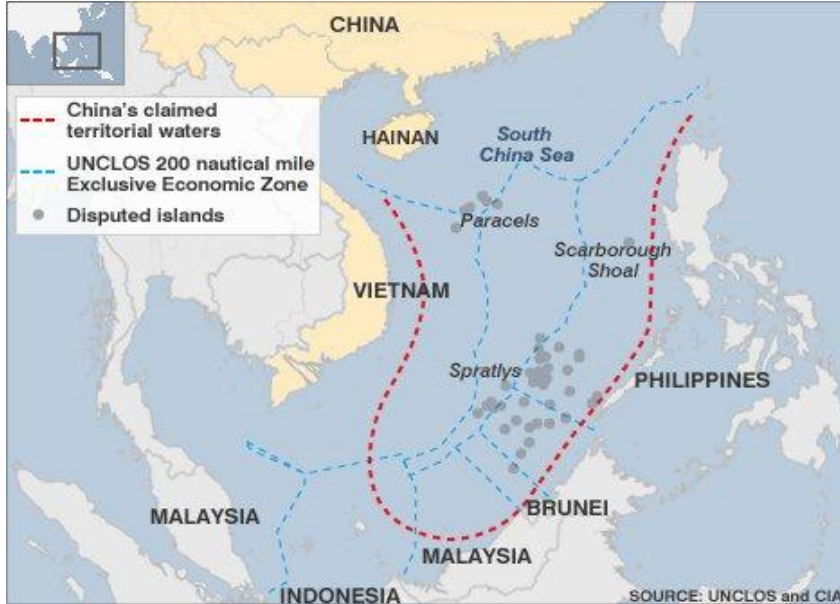 CHINA
China's claimed
territorial waters
UNCLOS 200 nautical mile
Exclusive Economic Zone
Disputed islands
HAINAN
South
China Sea
Paracels
Scarborough
Shoal
VIETNAM
Spratlys
PHILIPPINES
MALAYSIA
BRUNEI
MALAYSIA
INDONESIA
SOURCE: UNCLOS and CIA